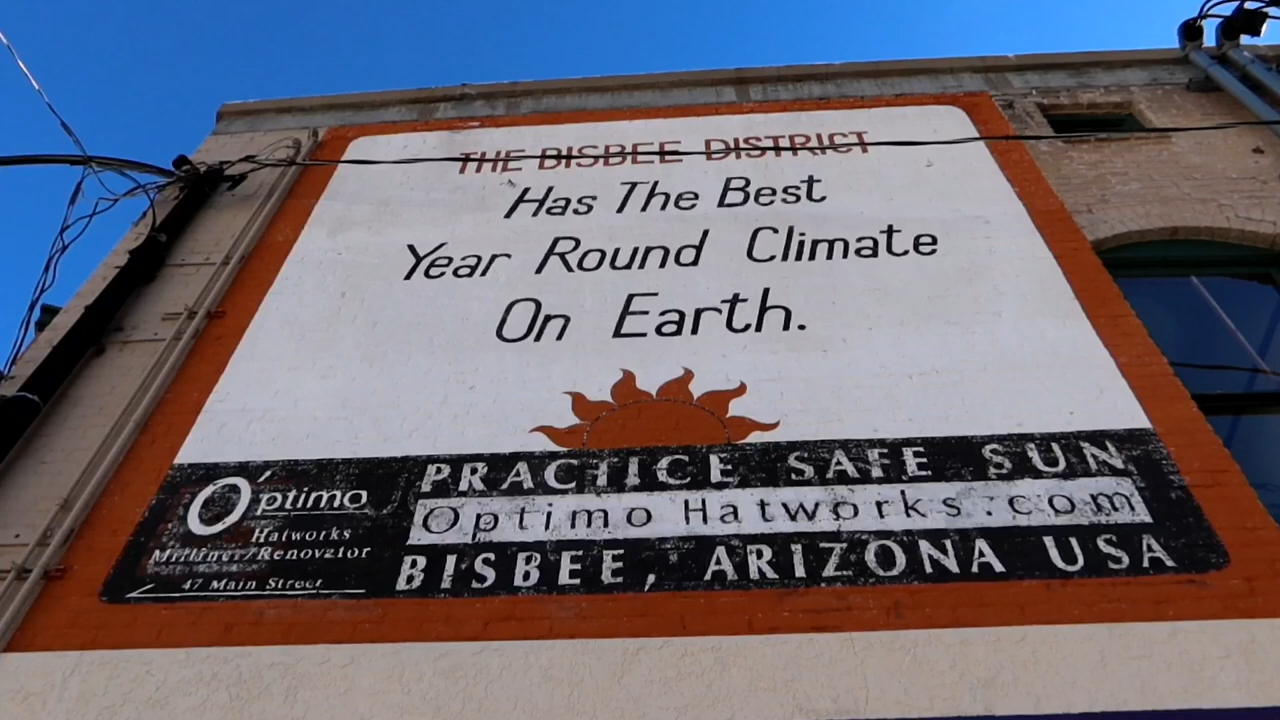 THE BISBEE DISTRICT
Has The Best
Year Round Climate
On Earth.
PRACTICE SAFE SUN
Optimo Hatworks.com
BISBEE, ARIZONA USA
Óptimo
Hatworks
Milliner/Renovator
47 Main Street